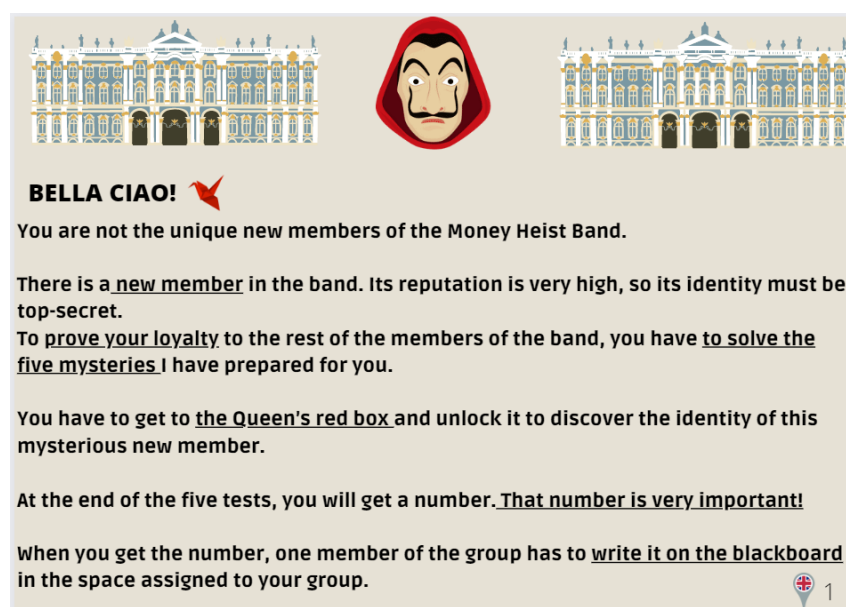 BELLA CIAO!
You are not the unique new members of the Money Heist Band.
There is a new member in the band. Its reputation is very high, so its identity must be
top-secret.
To prove your loyalty to the rest of the members of the band, you have to solve the
five mysteries I have prepared for you.
You have to get to the Queen's red box and unlock it to discover the identity of this
mysterious new member.
At the end of the five tests, you will get a number. That number is very important!
When you get the number, one member of the group has to write it on the blackboard
in the space assigned to your group.
1